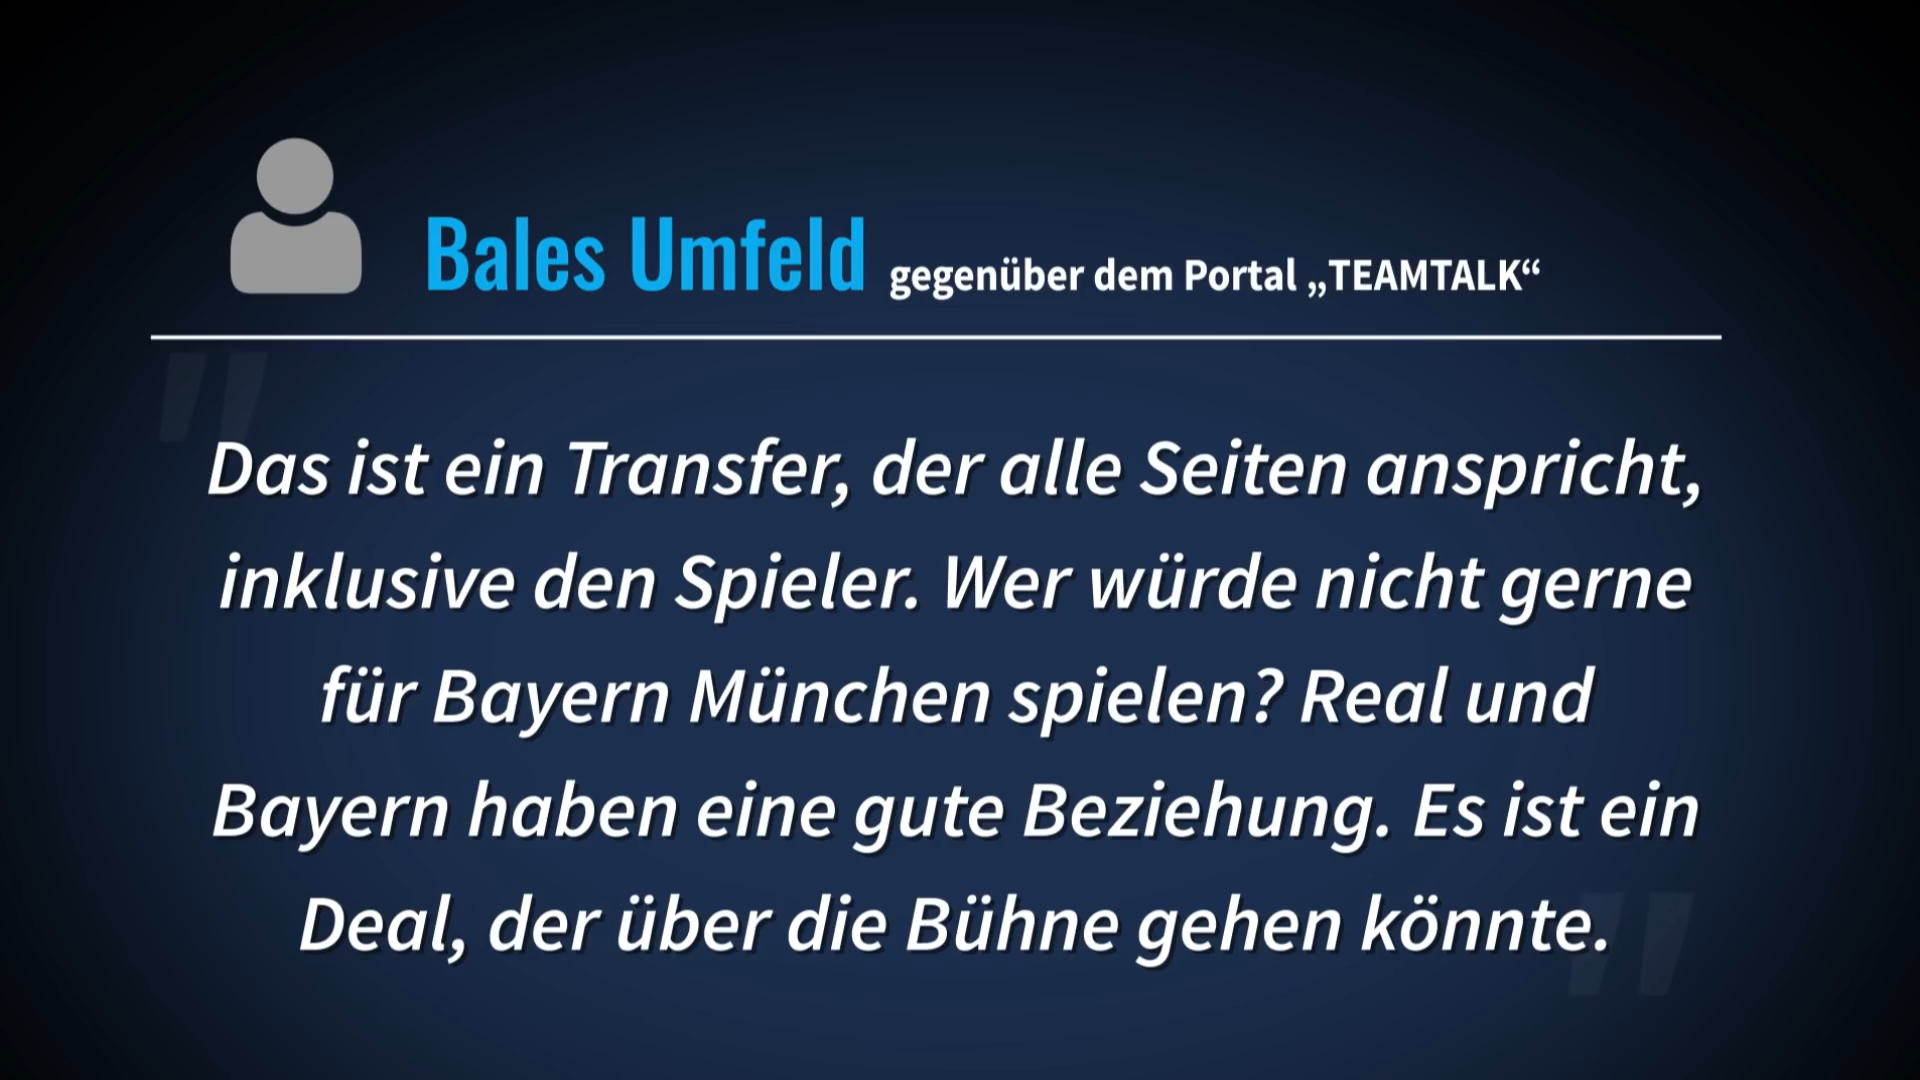 Bales Umfeld gegenüber dem Portal „TEAMTALK“
Das ist ein Transfer, der alle Seiten anspricht,
inklusive den Spieler. Wer würde nicht gerne
für Bayern München spielen? Real und
Bayern haben eine gute Beziehung. Es ist ein
Deal, der über die Bühne gehen könnte.